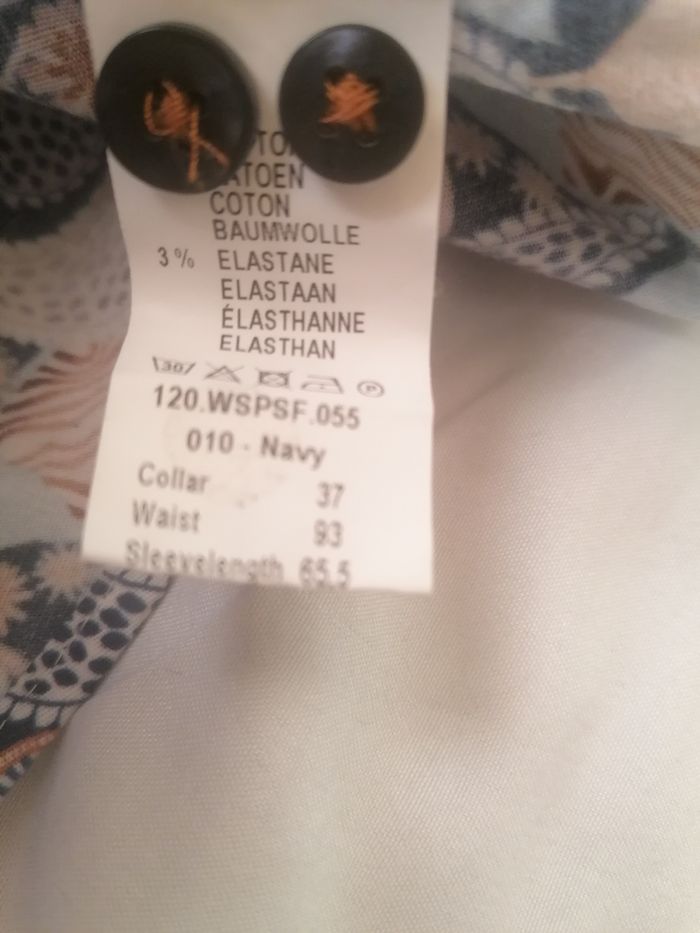 COTON
BAUMWOLLE
3% ELASTANE
ELASTAAN
ÉLASTHANNE
ELASTHAN
30 P
120.WSPSF.055
010 - Navy
Collar 37
Waist 93
Sleevelength 65.5